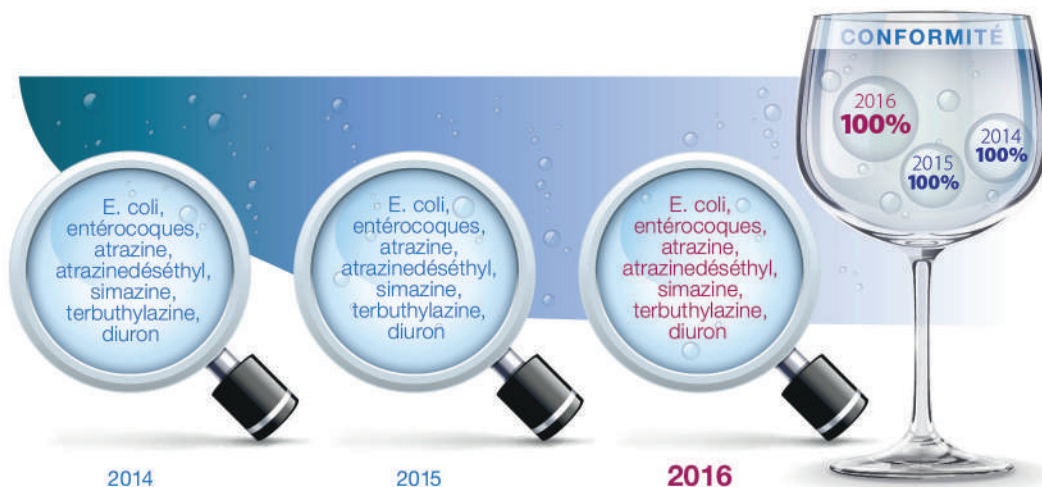 CONFORMITÉ
2016
100%
2014
100%
2015
100%
E. coli,
entérocoques,
atrazine,
atrazinedéséthyl,
simazine,
terbuthylazine,
diuron
E. coli,
entérocoques,
atrazine,
atrazinedéséthyl,
simazine,
terbuthylazine,
diuron
E. coli,
entérocoques,
atrazine,
atrazinedéséthyl,
simazine,
terbuthylazine,
diuron
2014
2015
2016